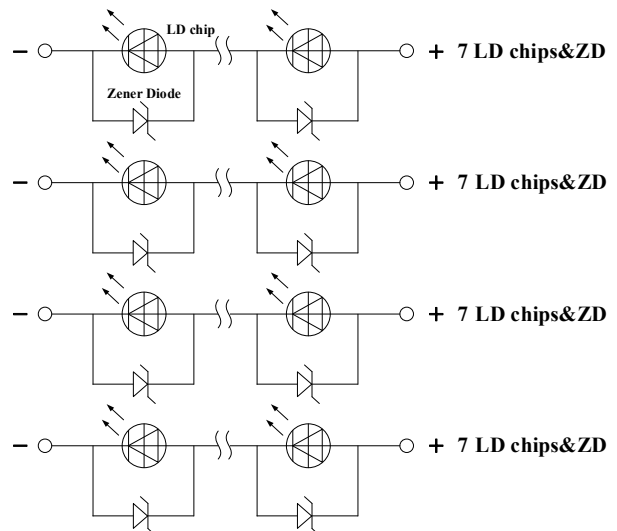 LD chip
− + 7 LD chips&ZD
Zener Diode
− + 7 LD chips&ZD
− + 7 LD chips&ZD
− + 7 LD chips&ZD